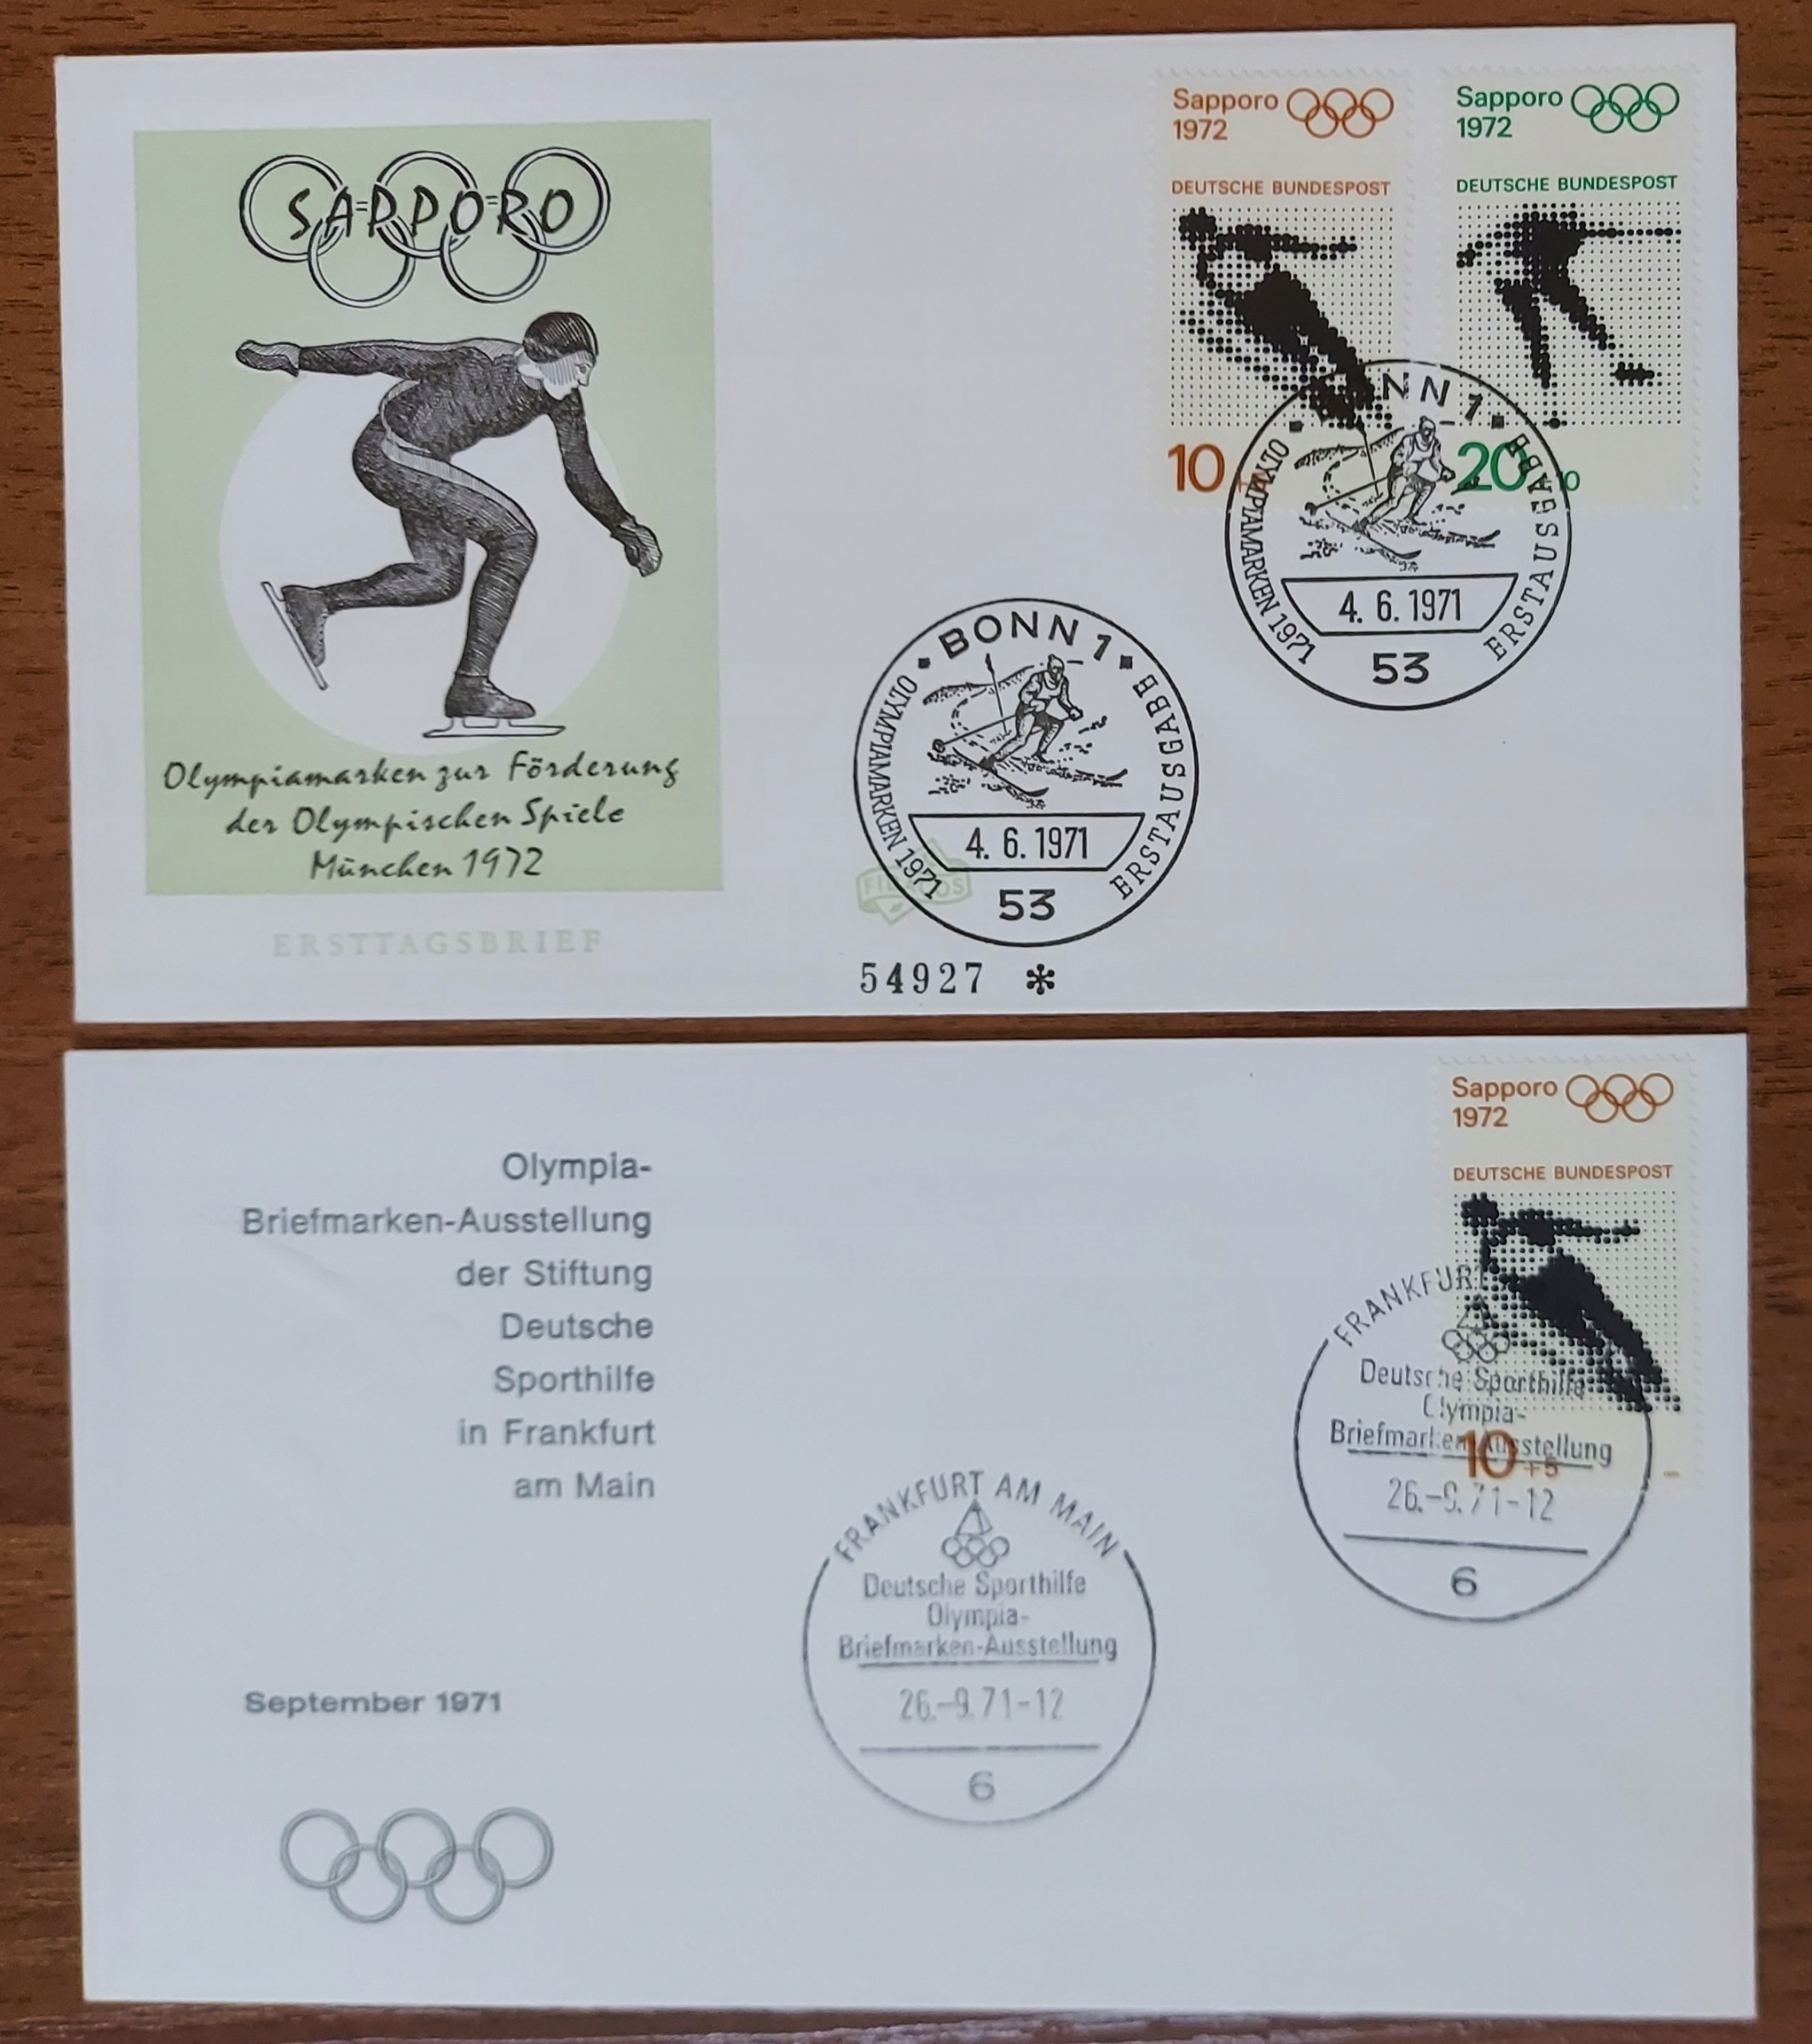 SAPPORO
Olympiamarken zur Förderung
der Olympischen Spiele
München 1972
ERSTTAGSBRIEF
Sapporo
1972
DEUTSCHE BUNDESPOST
10
Sapporo
1972
DEUTSCHE BUNDESPOST
20
NN 1
OLYMPIAMARKEN 1971
ERSTAUSGABE
4. 6. 1971
53
BONN 1
OLYMPIAMARKEN 1971
ERSTAUSGABE
4. 6. 1971
53
54927 *
Olympia-
Briefmarken-Ausstellung
der Stiftung
Deutsche
Sporthilfe
in Frankfurt
am Main
September 1971
Sapporo
1972
DEUTSCHE BUNDESPOST
10 +5
FRANKFURT
Deutsche Sporthilfe
Olympia-
Briefmarken-Ausstellung
26.-9.71-12
6
FRANKFURT AM MAIN
Deutsche Sporthilfe
Olympia-
Briefmarken-Ausstellung
26.-9.71-12
6